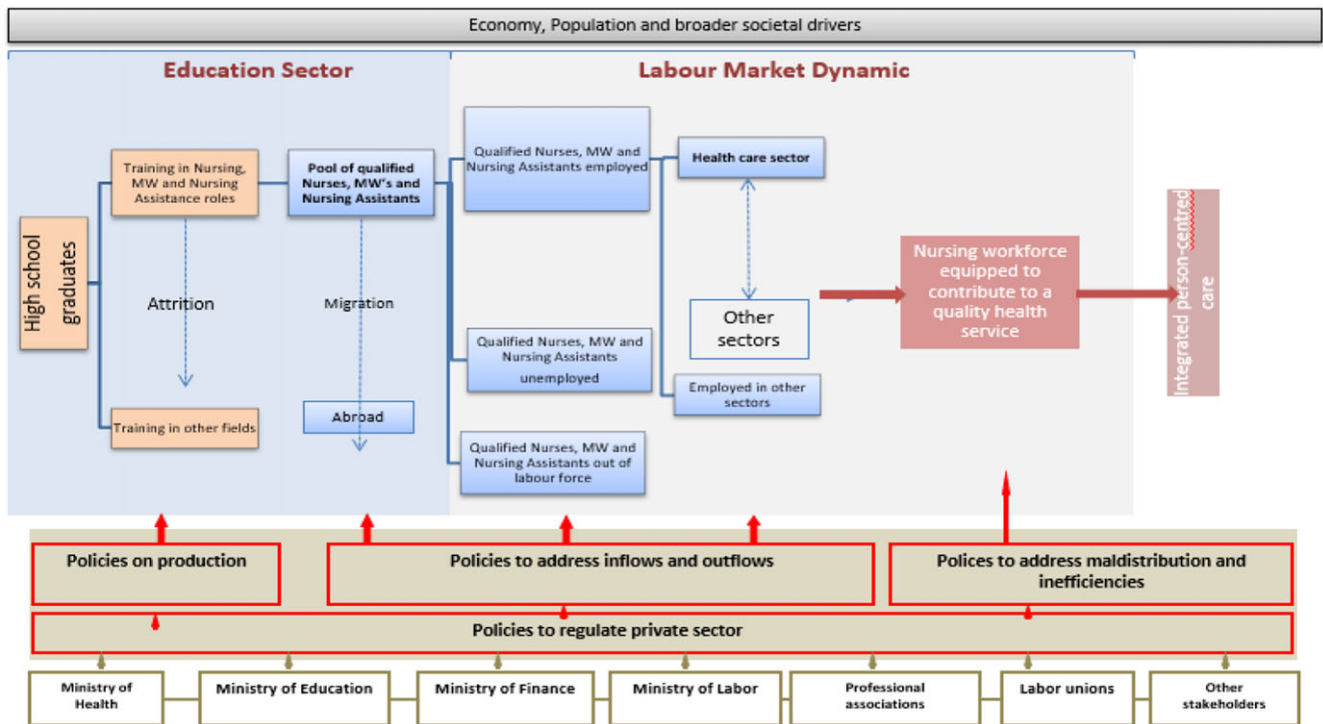 Economy, Population and broader societal drivers
Education Sector
Labour Market Dynamic
High school
graduates
Training in Nursing,
MW and Nursing
Assistance roles
Attrition
Training in other fields
Pool of qualified
Nurses, MW's and
Nursing Assistants
Migration
Abroad
Qualified Nurses, MW and
Nursing Assistants employed
Qualified Nurses, MW and
Nursing Assistants
unemployed
Qualified Nurses, MW and
Nursing Assistants out of
labour force
Health care sector
Other
sectors
Employed in other
sectors
Nursing workforce
equipped to
contribute to a
quality health
service
Integrated person-centred
care
Policies on production
Policies to address inflows and outflows
Polices to address maldistribution and
inefficiencies
Policies to regulate private sector
Ministry of
Health
Ministry of Education
Ministry of Finance
Ministry of Labor
Professional
associations
Labor unions
Other
stakeholders